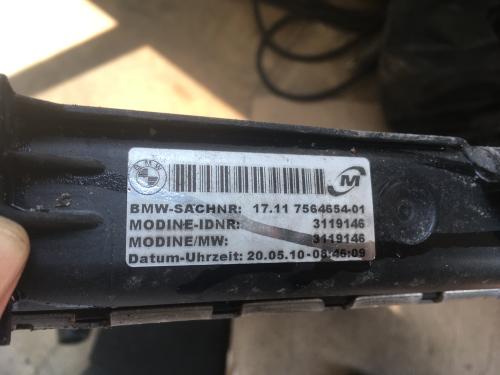 BMW-SACHNR: 17.11 7564654-01
MODINE-IDNR: 3119146
MODINE/MW: 3119146
Datum-Uhrzeit: 20.05.10-08:46:09